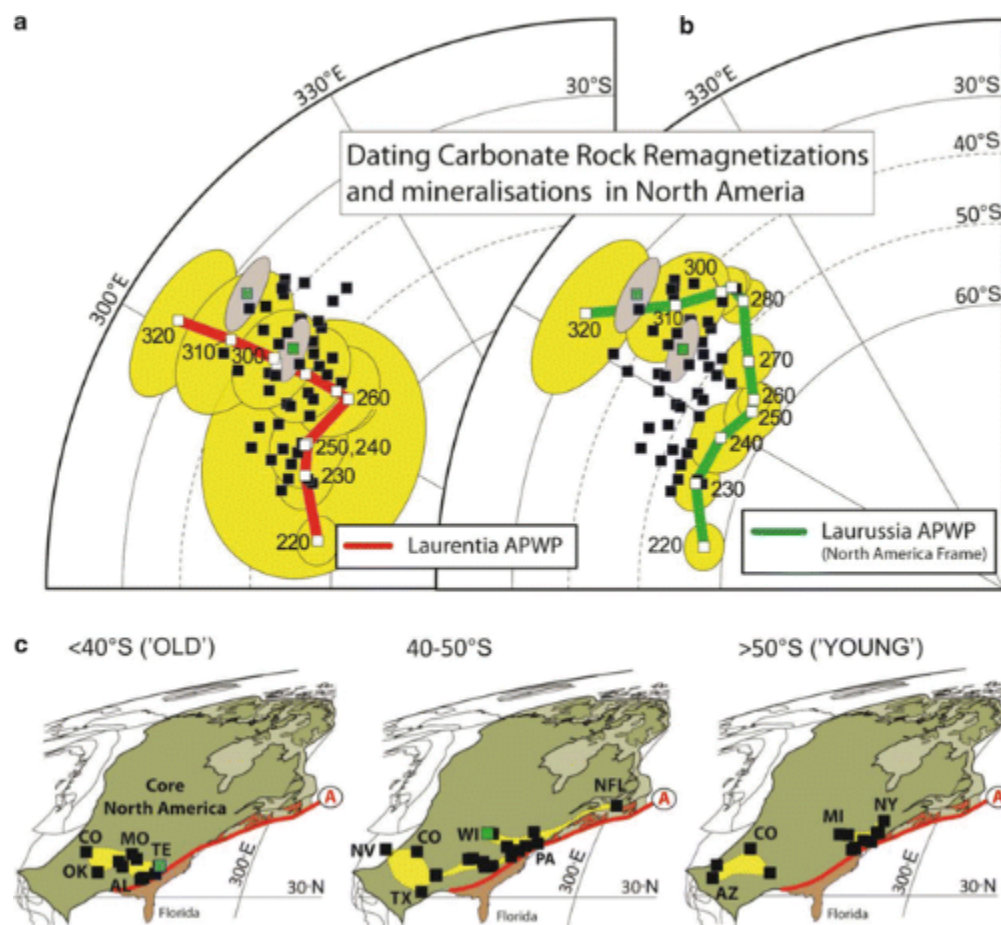 a
b
330°E
30°S
30°S
40°S
50°S
60°S
Dating Carbonate Rock Remagnetizations
and mineralisations in North Ameria
300°E
320
310
300
260
250,240
230
220
Laurentia APWP
300
310
320
280
270
260
250
240
230
220
Laurussia APWP
(North America Frame)
c
<40°S ('OLD')
40-50°S
>50°S ('YOUNG')
Core
North America
A
CO
MO
TE
OK
AL
300°E
30°N
Florida
NFL
A
CO
WI
NV
PA
TX
300°E
30°N
Florida
NY
A
MI
CO
AZ
300°E
30°N
Florida